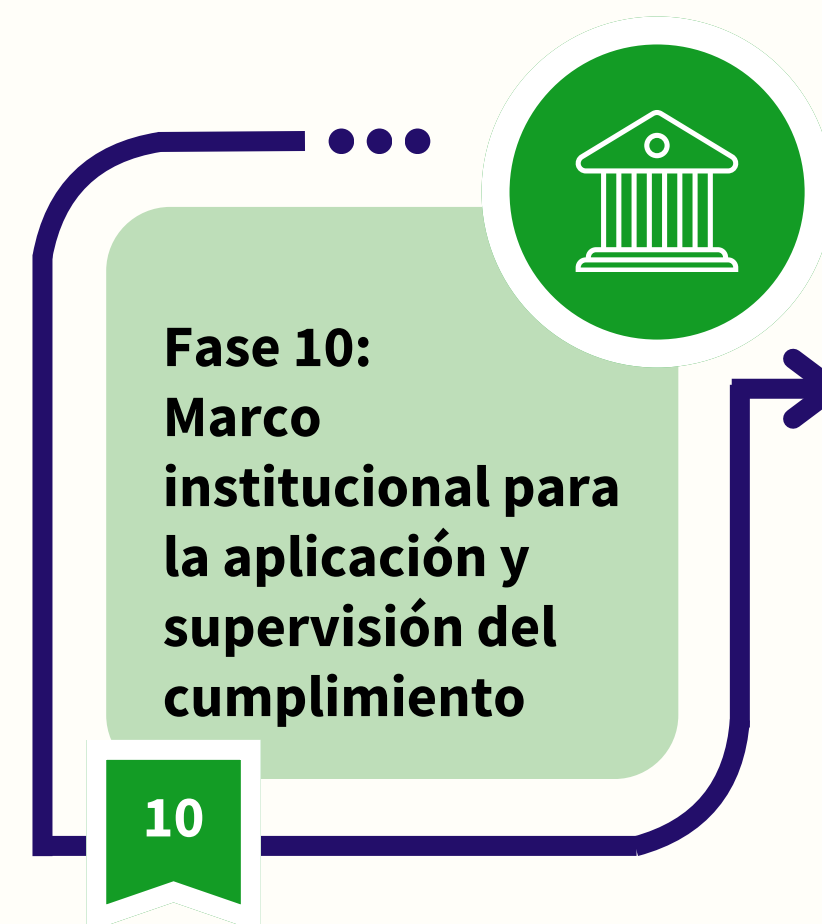 Fase 10:
Marco
institucional para
la aplicación y
supervisión del
cumplimiento
10